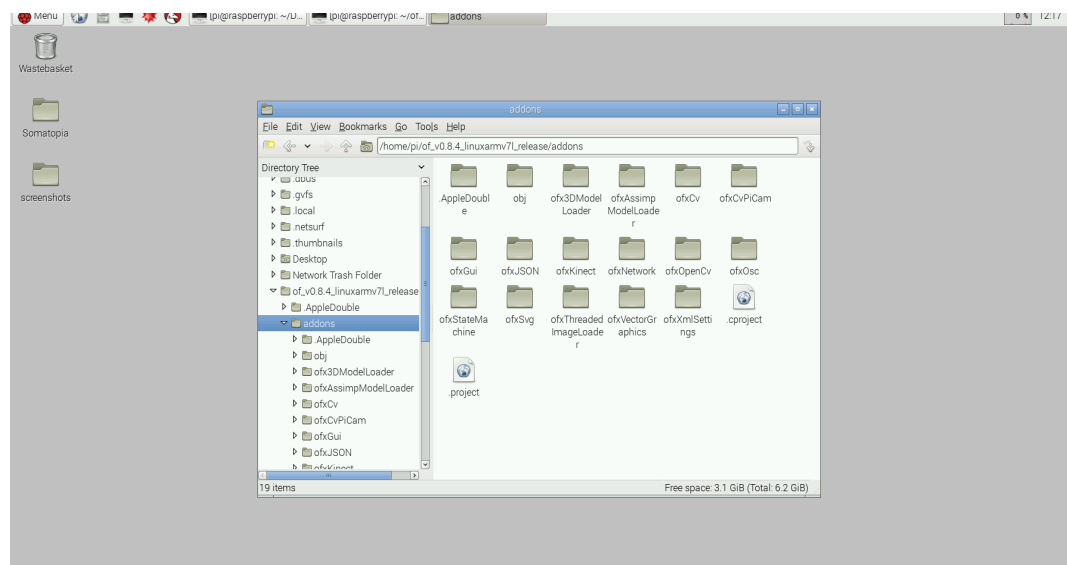 Menu [pi@raspberrypi: ~/D... [pi@raspberrypi: ~/of... addons 0 % 12:17
Wastebasket
Somatopia
screenshots
addons
File Edit View Bookmarks Go Tools Help
/home/pi/of_v0.8.4_linuxarmv7l_release/addons
Directory Tree
.dbus
.gvfs
.local
.netsurf
.thumbnails
Desktop
Network Trash Folder
of_v0.8.4_linuxarmv7l_release
.AppleDouble
addons
.AppleDouble
obj
ofx3DModelLoader
ofxAssimpModelLoader
ofxCv
ofxCvPiCam
ofxGui
ofxJSON
ofxKinect
.AppleDoubl
e
obj
ofx3DModel
Loader
ofxAssimp
ModelLoade
r
ofxCv
ofxCvPiCam
ofxGui
ofxJSON
ofxKinect
ofxNetwork
ofxOpenCv
ofxOsc
ofxStateMa
chine
ofxSvg
ofxThreaded
ImageLoade
r
ofxVectorGr
aphics
ofxXmlSetti
ngs
.cproject
.project
19 items
Free space: 3.1 GiB (Total: 6.2 GiB)